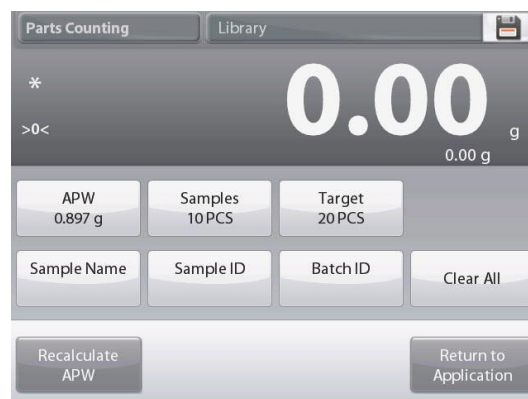 Parts Counting Library
*
0.00 g
>0<
0.00 g
APW
0.897 g
Samples
10 PCS
Target
20 PCS
Sample Name
Sample ID
Batch ID
Clear All
Recalculate
APW
Return to
Application